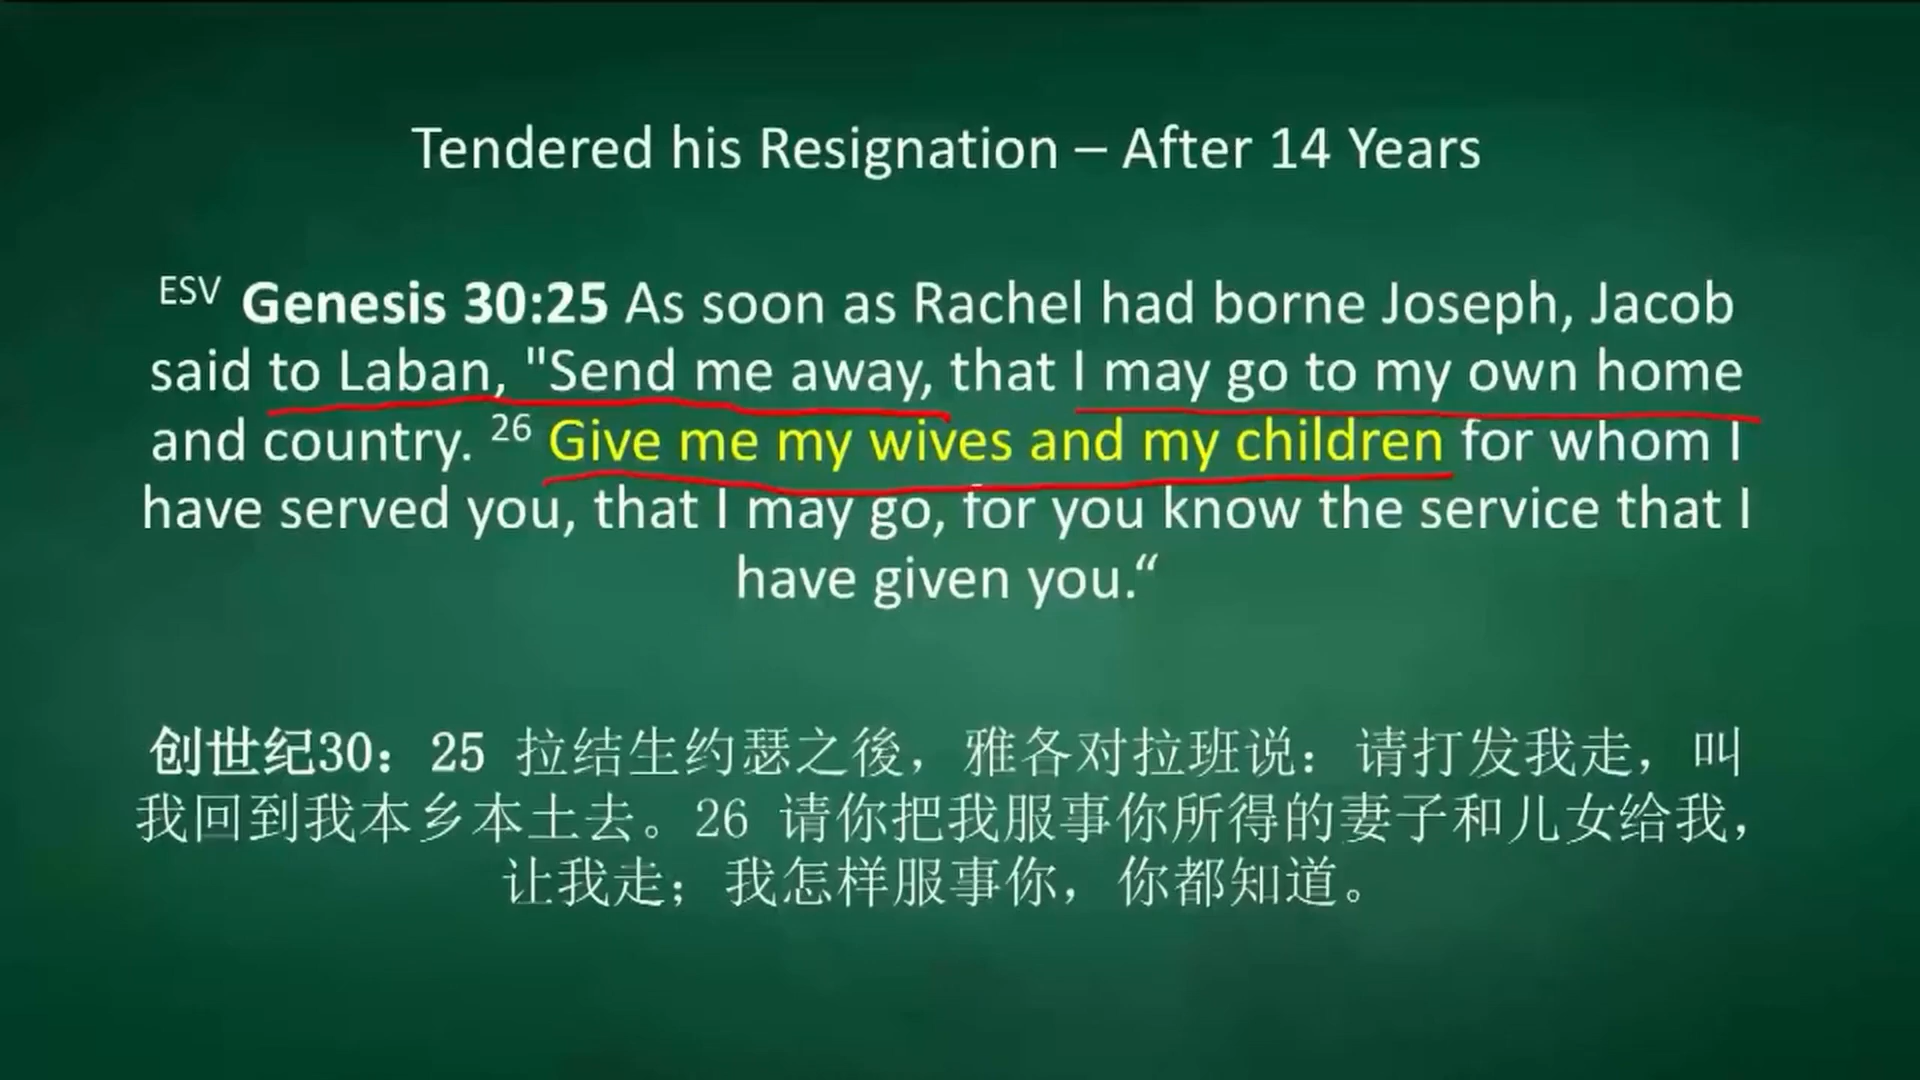 Tendered his Resignation – After 14 Years
ESV Genesis 30:25 As soon as Rachel had borne Joseph, Jacob
said to Laban, "Send me away, that I may go to my own home
and country. 26 Give me my wives and my children for whom I
have served you, that I may go, for you know the service that I
have given you.“
创世纪30：25 拉结生约瑟之後，雅各对拉班说：请打发我走，叫
我回到我本乡本土去。26 请你把我服事你所得的妻子和儿女给我，
让我走；我怎样服事你，你都知道。